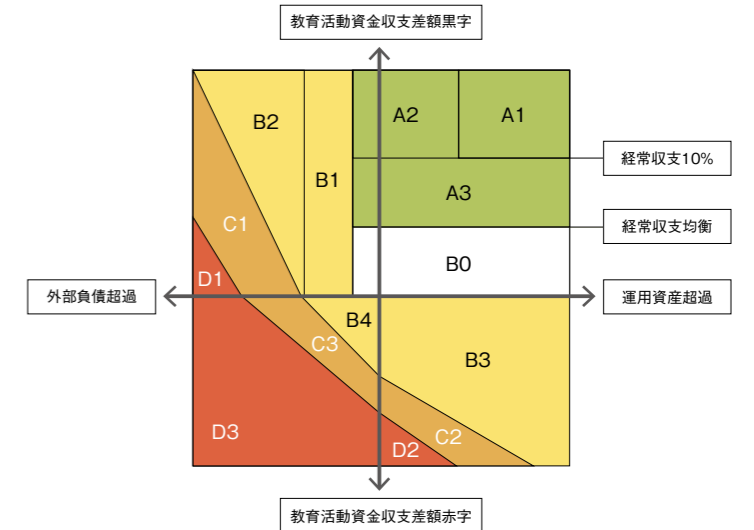 教育活動資金収支差額黒字
A2
A1
B2
経常収支10%
B1
A3
C1
経常収支均衡
B0
D1
外部負債超過
運用資産超過
B4
C3
B3
D3
C2
D2
教育活動資金収支差額赤字